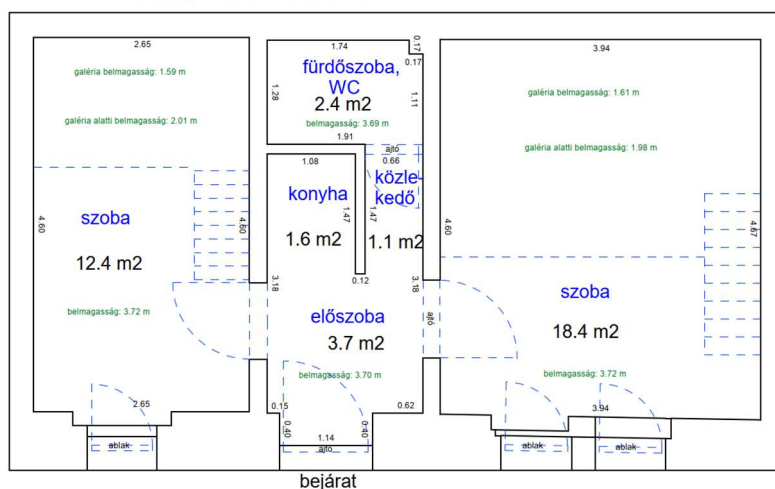 2.65
galéria belmagasság: 1.59 m
galéria alatti belmagasság: 2.01 m
4.60
4.60
szoba
12.4 m2
belmagasság: 3.72 m
2.65
ablak
1.74
0.17
0.17
fürdőszoba,
WC
2.4 m2
1.28
1.11
belmagasság: 3.69 m
1.91
ajtó
0.66
1.08
konyha
1.6 m2
1.47
1.47
közle-
kedő
1.1 m2
0.12
3.18
3.18
előszoba
3.7 m2
ajtó
belmagasság: 3.70 m
0.15
0.62
0.40
0.40
1.14
ajtó
bejárat
3.94
galéria belmagasság: 1.61 m
galéria alatti belmagasság: 1.98 m
4.60
4.67
szoba
18.4 m2
belmagasság: 3.72 m
3.94
ablak
ablak